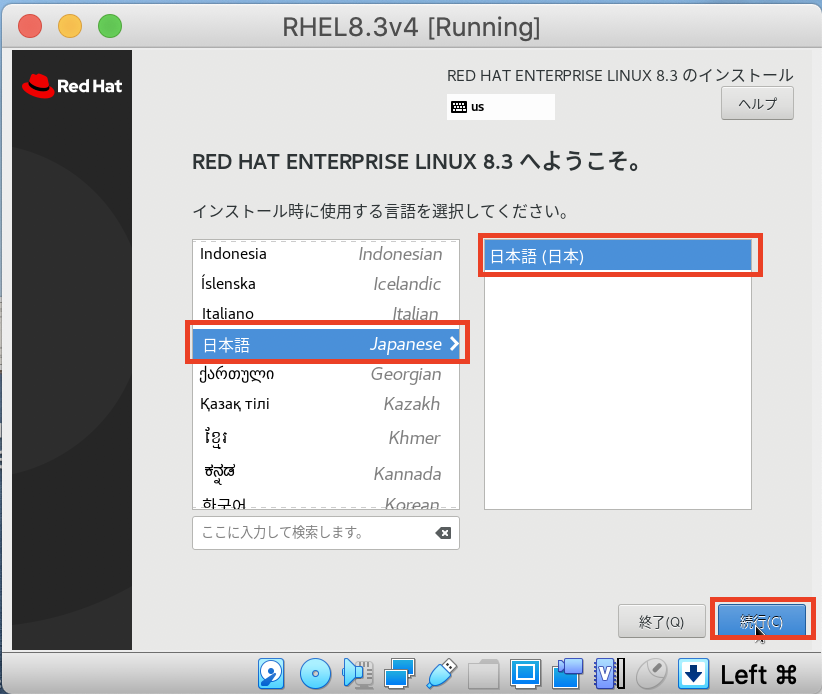 RHEL8.3v4 [Running]
Red Hat
RED HAT ENTERPRISE LINUX 8.3 のインストール
us
ヘルプ
RED HAT ENTERPRISE LINUX 8.3 へようこそ。
インストール時に使用する言語を選択してください。
Indonesia Indonesian
Íslenska Icelandic
Italiano Italian
日本語 Japanese
ქართული Georgian
Қазақ тілі Kazakh
ខ្មែរ Khmer
ಕನ್ನಡ Kannada
한국어 Korean
日本語 (日本)
ここに入力して検索します。
終了(Q)
続行(C)
V
Left ⌘